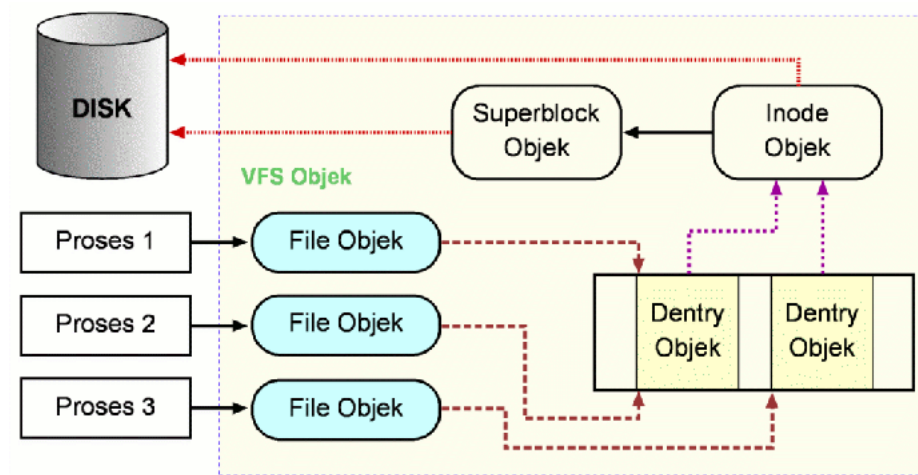 DISK
Superblock
Objek
Inode
Objek
VFS Objek
Proses 1
File Objek
Proses 2
File Objek
Dentry
Objek
Dentry
Objek
Proses 3
File Objek